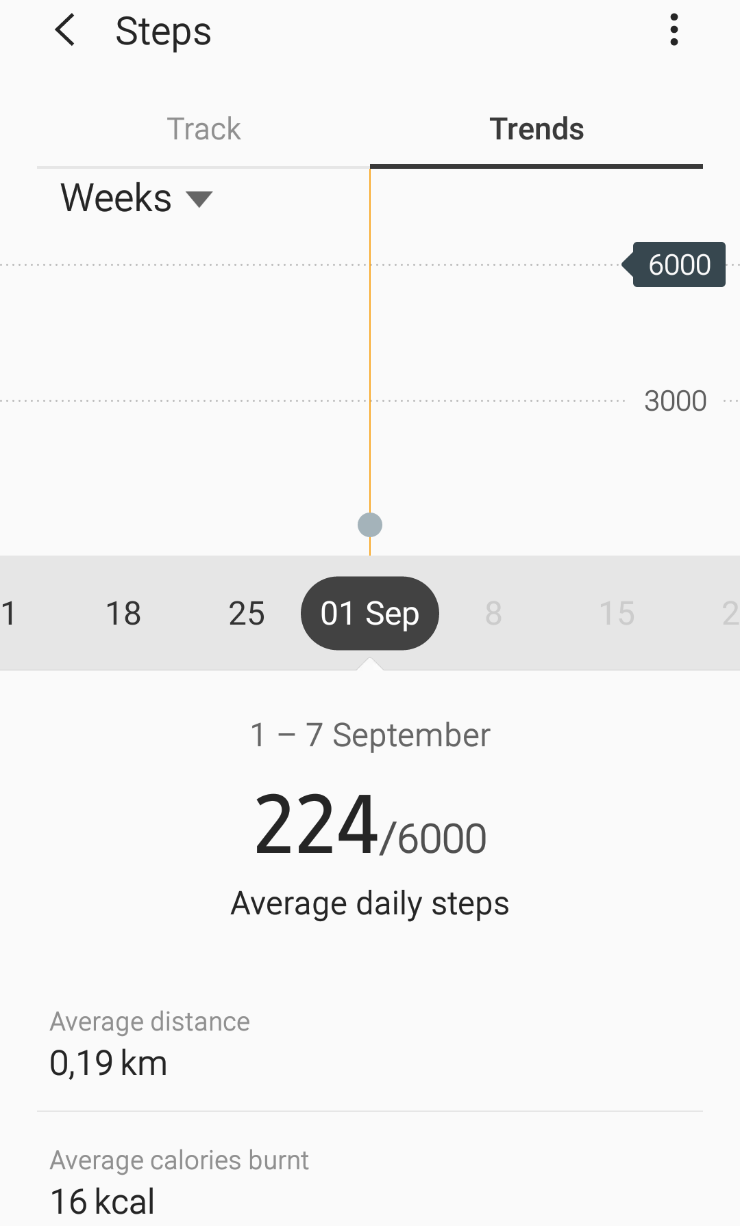 Steps
Track Trends
Weeks
6000
3000
1 18 25 01 Sep 8 15 2
1 – 7 September
224/6000
Average daily steps
Average distance
0,19 km
Average calories burnt
16 kcal